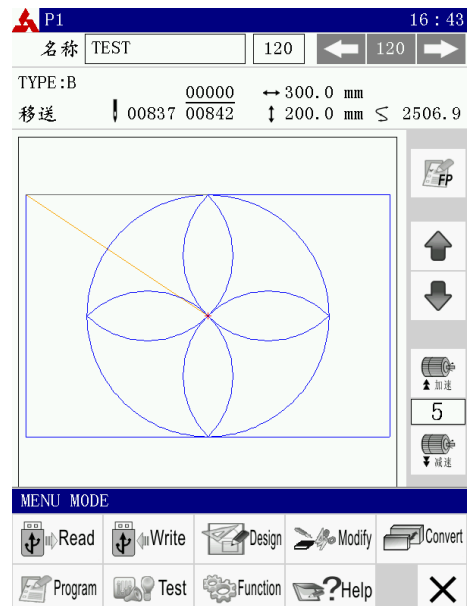 P1 16:43
名称 TEST 120 120
TYPE:B 00000 ↔ 300.0 mm
移送 00837 00842 ↕ 200.0 mm ≤ 2506.9
FP
加速
5
减速
MENU MODE
Read Write Design Modify Convert
Program Test Function ?Help